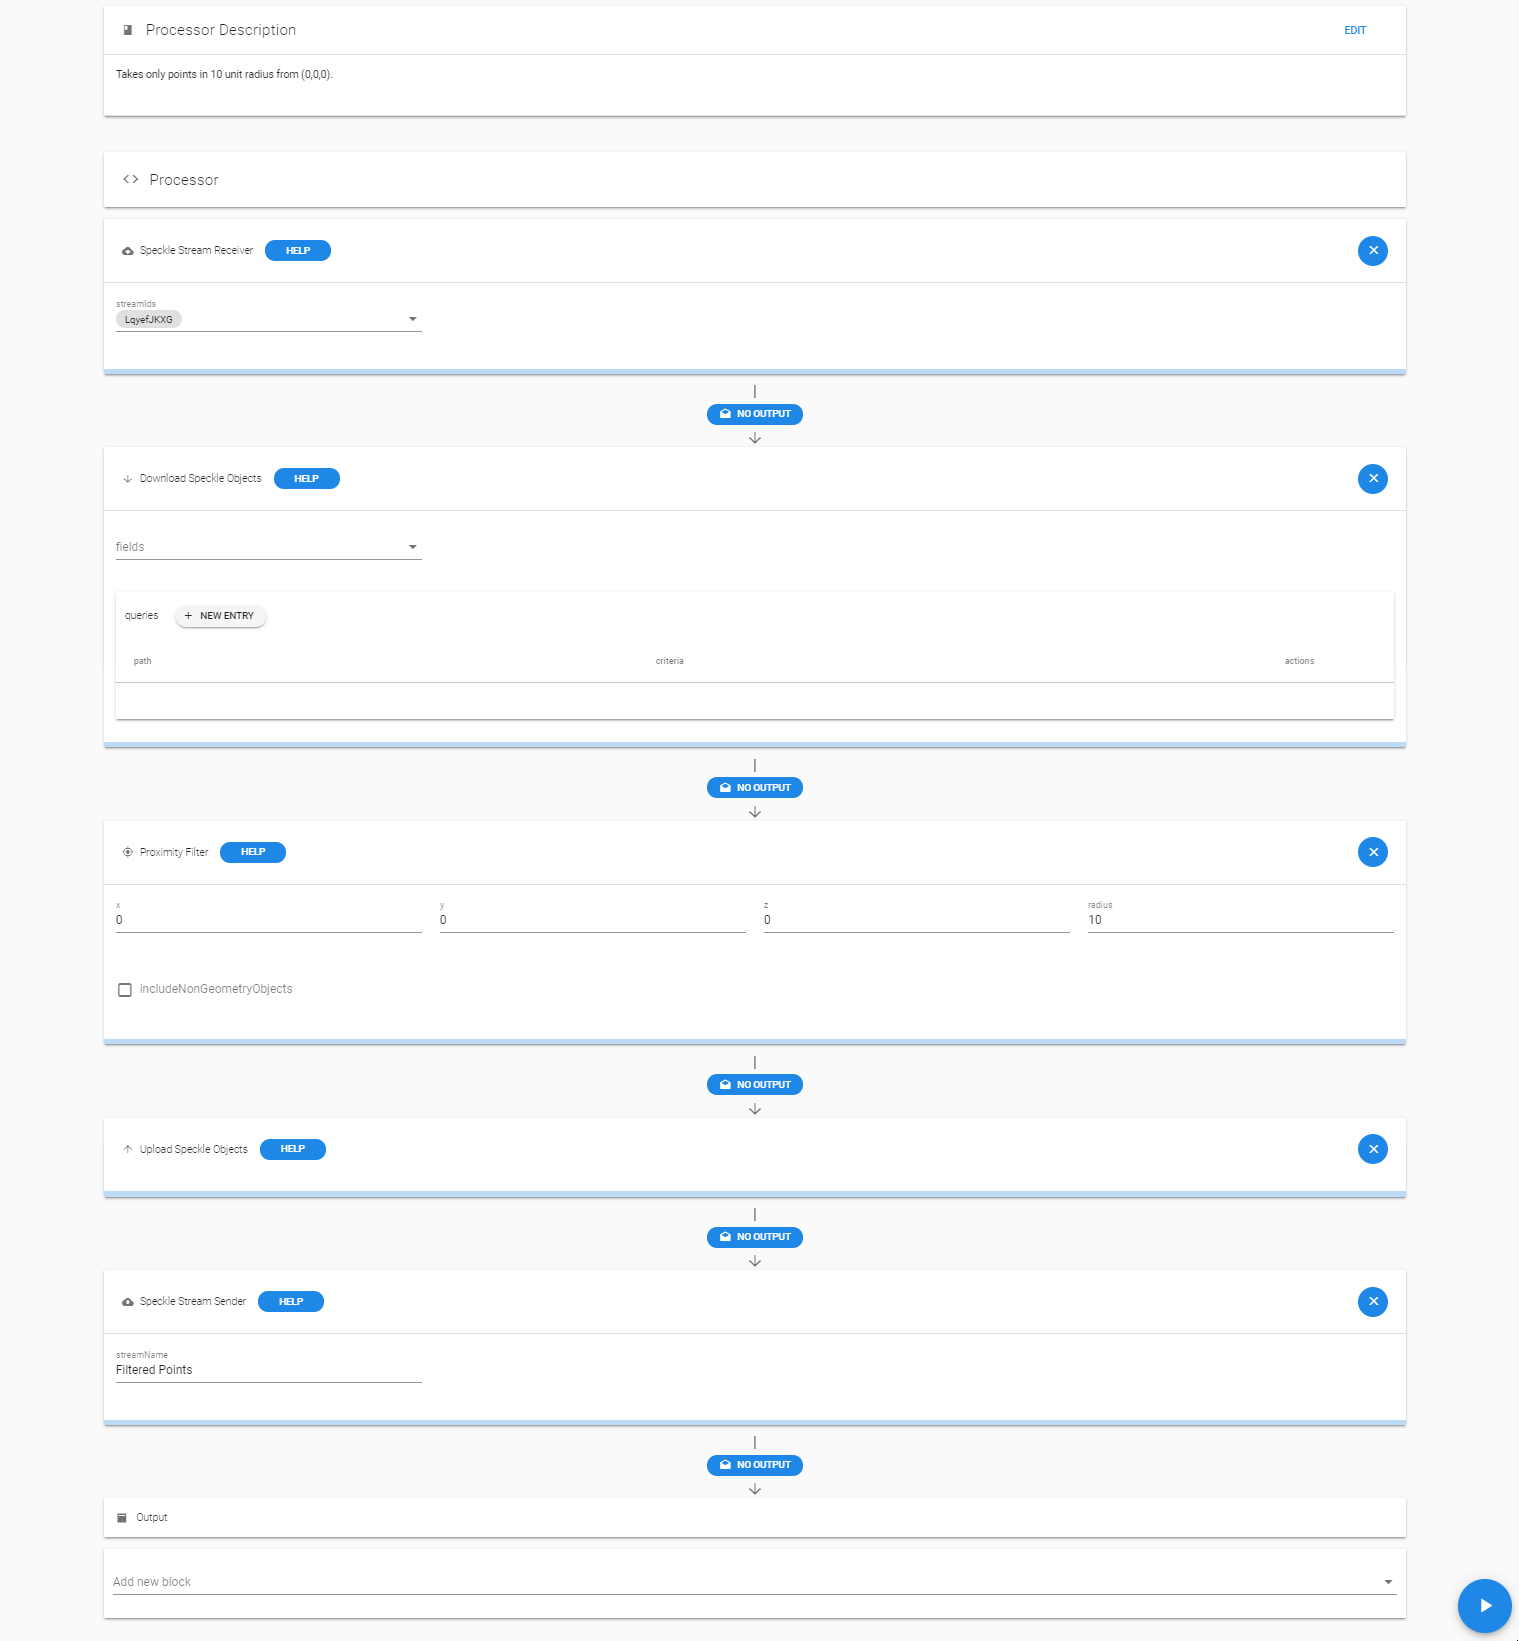 Processor Description
EDIT
Takes only points in 10 unit radius from (0,0,0).
Processor
Speckle Stream Receiver
HELP
streamIds
LqyefJKXG
NO OUTPUT
Download Speckle Objects
HELP
fields
queries
NEW ENTRY
path
criteria
actions
NO OUTPUT
Proximity Filter
HELP
x
y
z
radius
0
0
0
10
includeNonGeometryObjects
NO OUTPUT
Upload Speckle Objects
HELP
NO OUTPUT
Speckle Stream Sender
HELP
streamName
Filtered Points
NO OUTPUT
Output
Add new block